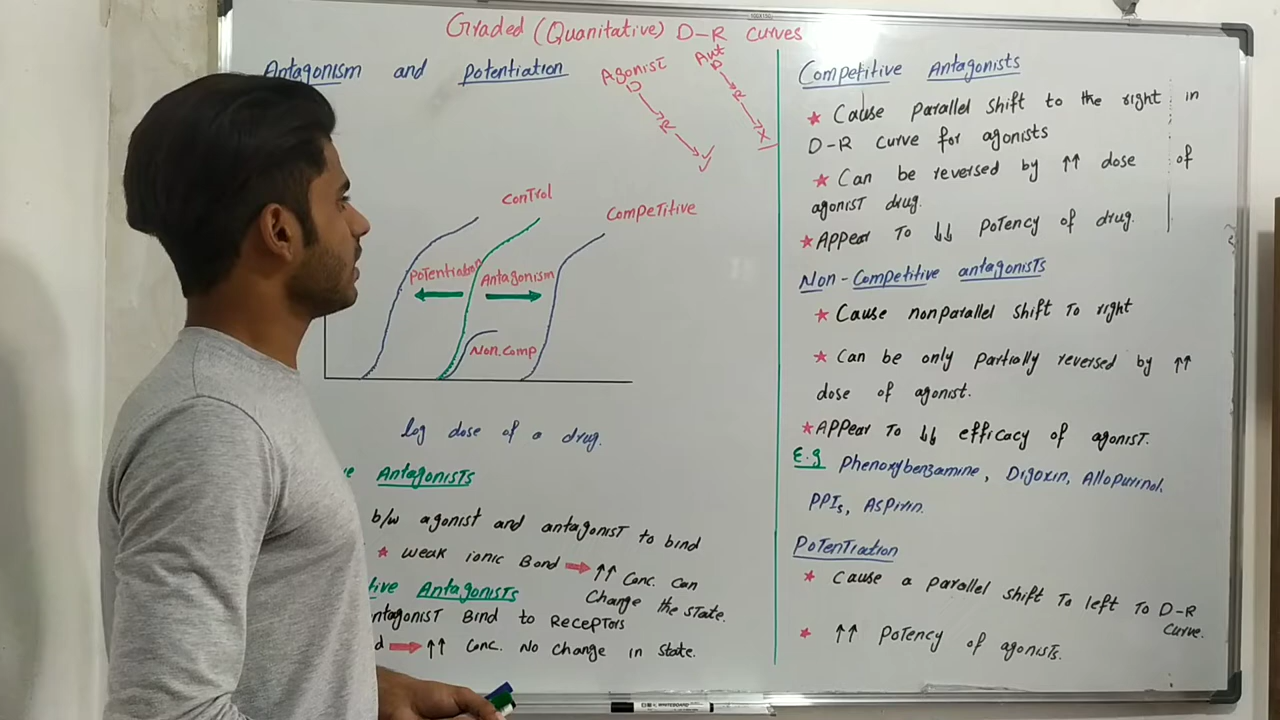 Graded (Quanitative) D-R curves
Antagonism and potentiation
Agonist
D
R
✓
Ant
D
R
X
Control
Competitive
Potentiation
Antagonism
Non.comp
log dose of a drug.
ve Antagonists
b/w agonist and antagonist to bind
* weak ionic Bond → ↑↑ Conc. Can
Change the state.
tive Antagonists
ntagonist Bind to Receptors
d → ↑↑ Conc. No change in state.
Competitive Antagonists
* Cause parallel shift to the right in
D-R curve for agonists
* Can be reversed by ↑↑ dose of
agonist drug.
* Appear To ↓↓ potency of drug.
Non-Competitive antagonists
* Cause nonparallel shift To right
* Can be only partially reversed by ↑↑
dose of agonist.
* Appear To ↓↓ efficacy of agonist.
E.g Phenoxybenzamine, Digoxin, Allopurinol,
PPIs, Aspirin.
Potentiation
* Cause a parallel shift To left To D-R
Curve.
* ↑↑ potency of agonists.